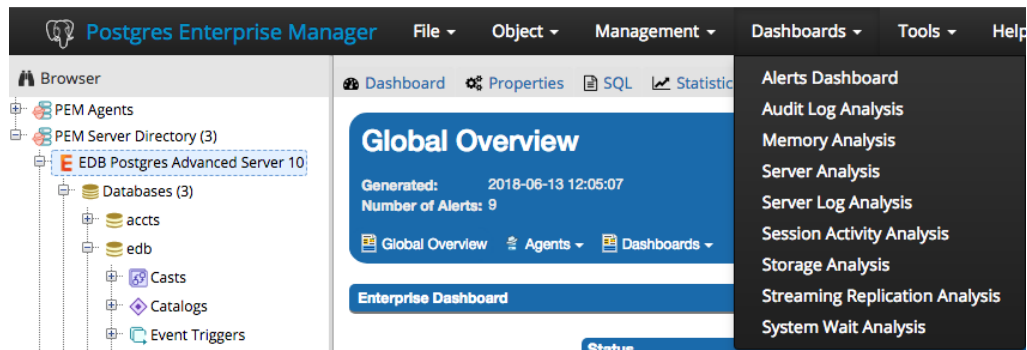 Postgres Enterprise Manager File Object Management Dashboards Tools Help
Browser
PEM Agents
PEM Server Directory (3)
EDB Postgres Advanced Server 10
Databases (3)
accts
edb
Casts
Catalogs
Event Triggers
Dashboard Properties SQL Statistic
Global Overview
Generated: 2018-06-13 12:05:07
Number of Alerts: 9
Global Overview Agents Dashboards
Enterprise Dashboard
Status
Alerts Dashboard
Audit Log Analysis
Memory Analysis
Server Analysis
Server Log Analysis
Session Activity Analysis
Storage Analysis
Streaming Replication Analysis
System Wait Analysis